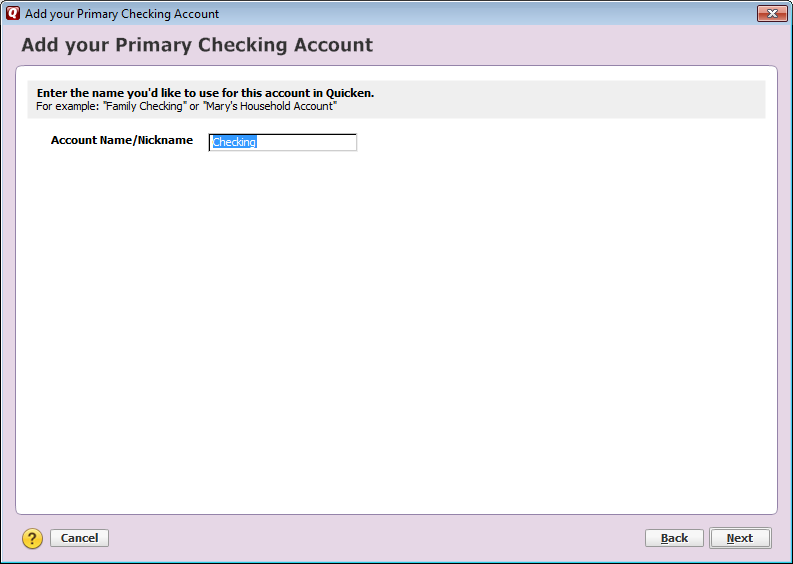 Add your Primary Checking Account
Add your Primary Checking Account
Enter the name you'd like to use for this account in Quicken.
For example: "Family Checking" or "Mary's Household Account"
Account Name/Nickname Checking
? Cancel Back Next